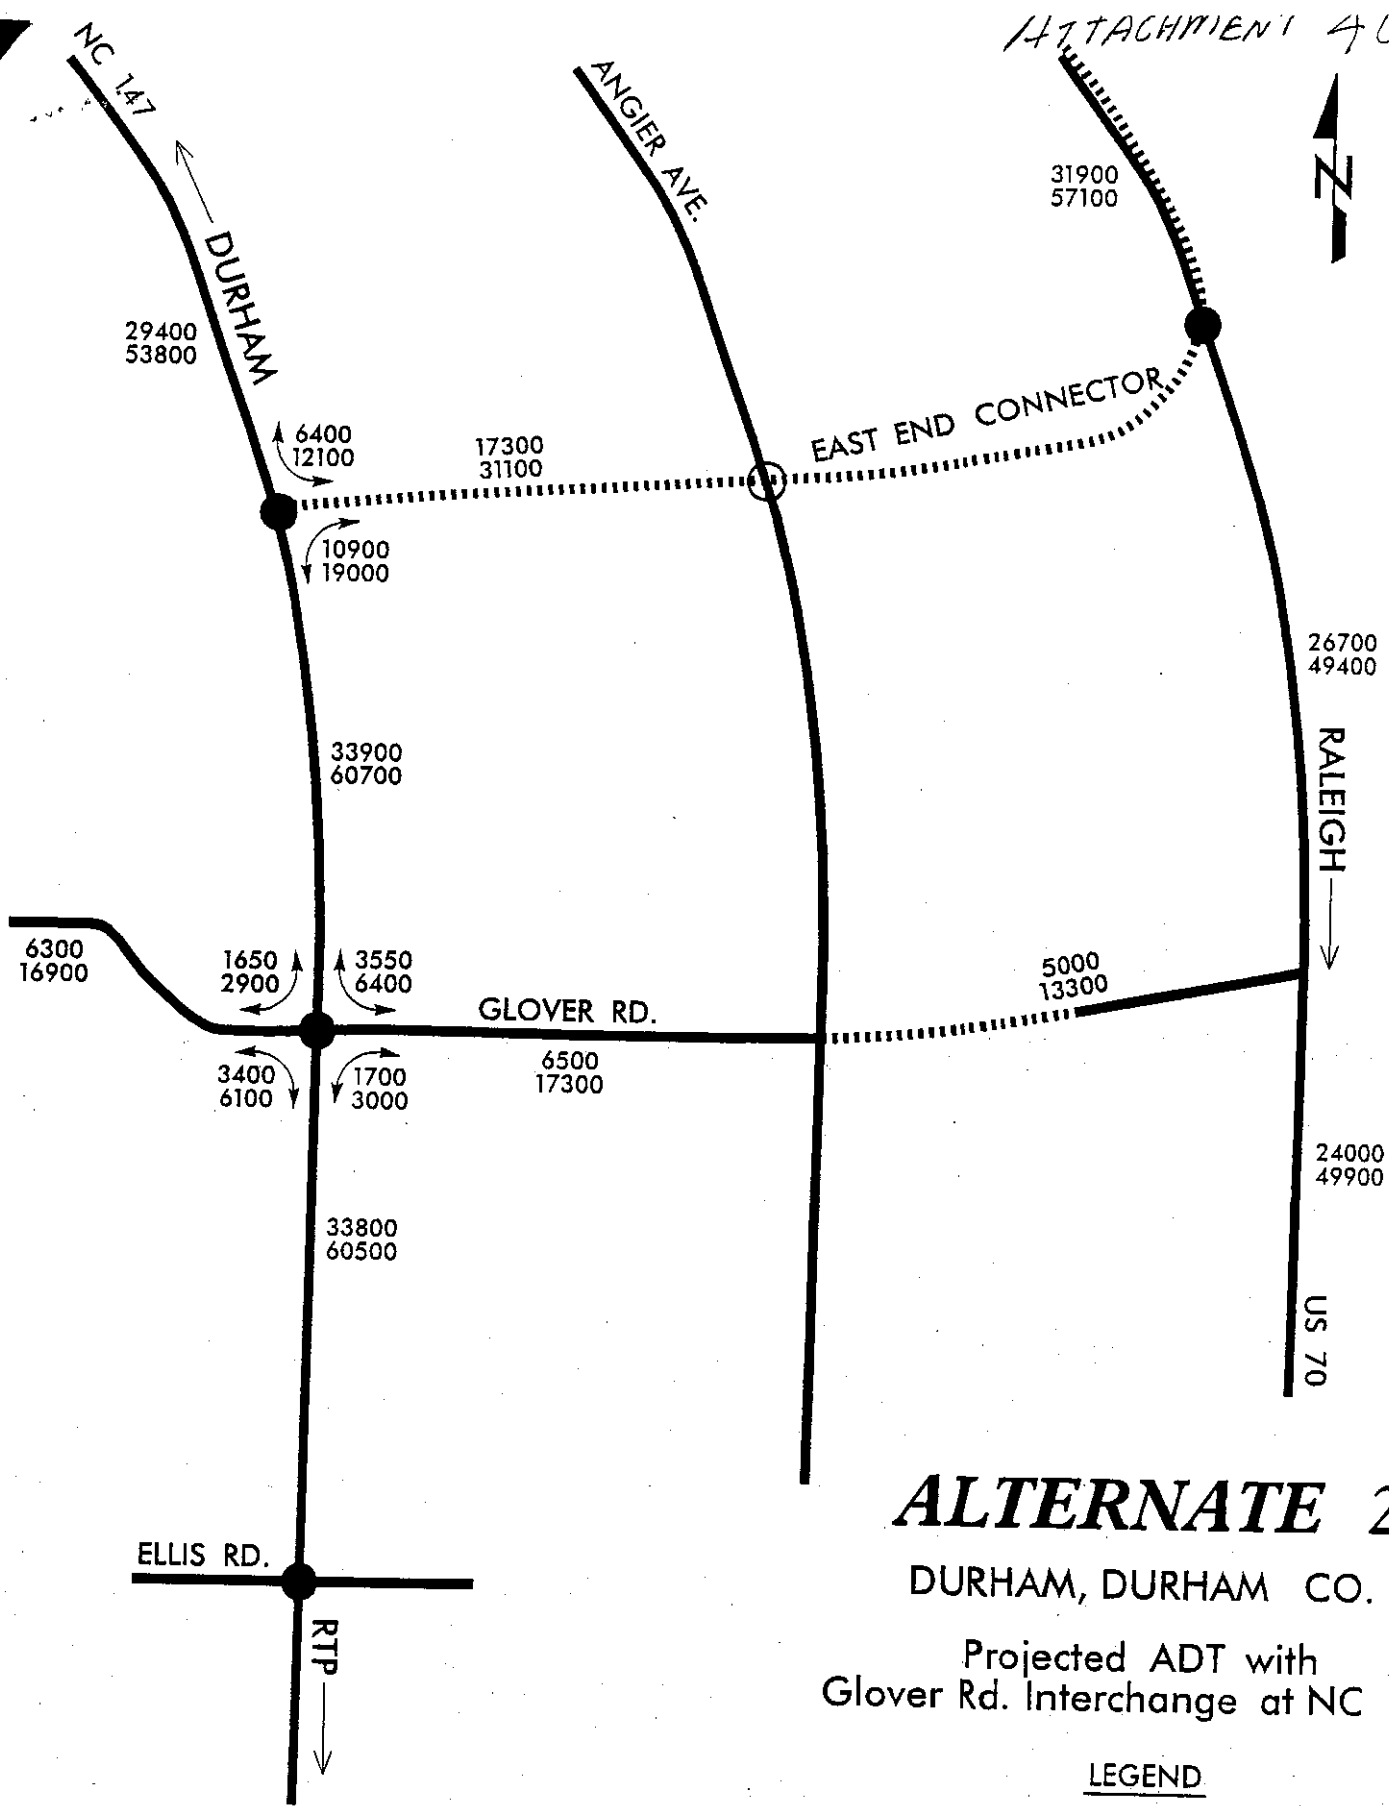 ATTACHMENT 4
NC 147
ANGIER AVE.
DURHAM
31900
57100
29400
53800
EAST END CONNECTOR
6400
12100
17300
31100
10900
19000
26700
49400
RALEIGH
33900
60700
6300
16900
1650
2900
3550
6400
5000
13300
GLOVER RD.
6500
17300
3400
6100
1700
3000
24000
49900
33800
60500
US 70
ALTERNATE 2
DURHAM, DURHAM CO.
ELLIS RD.
RTP
Projected ADT with
Glover Rd. Interchange at NC
LEGEND
N